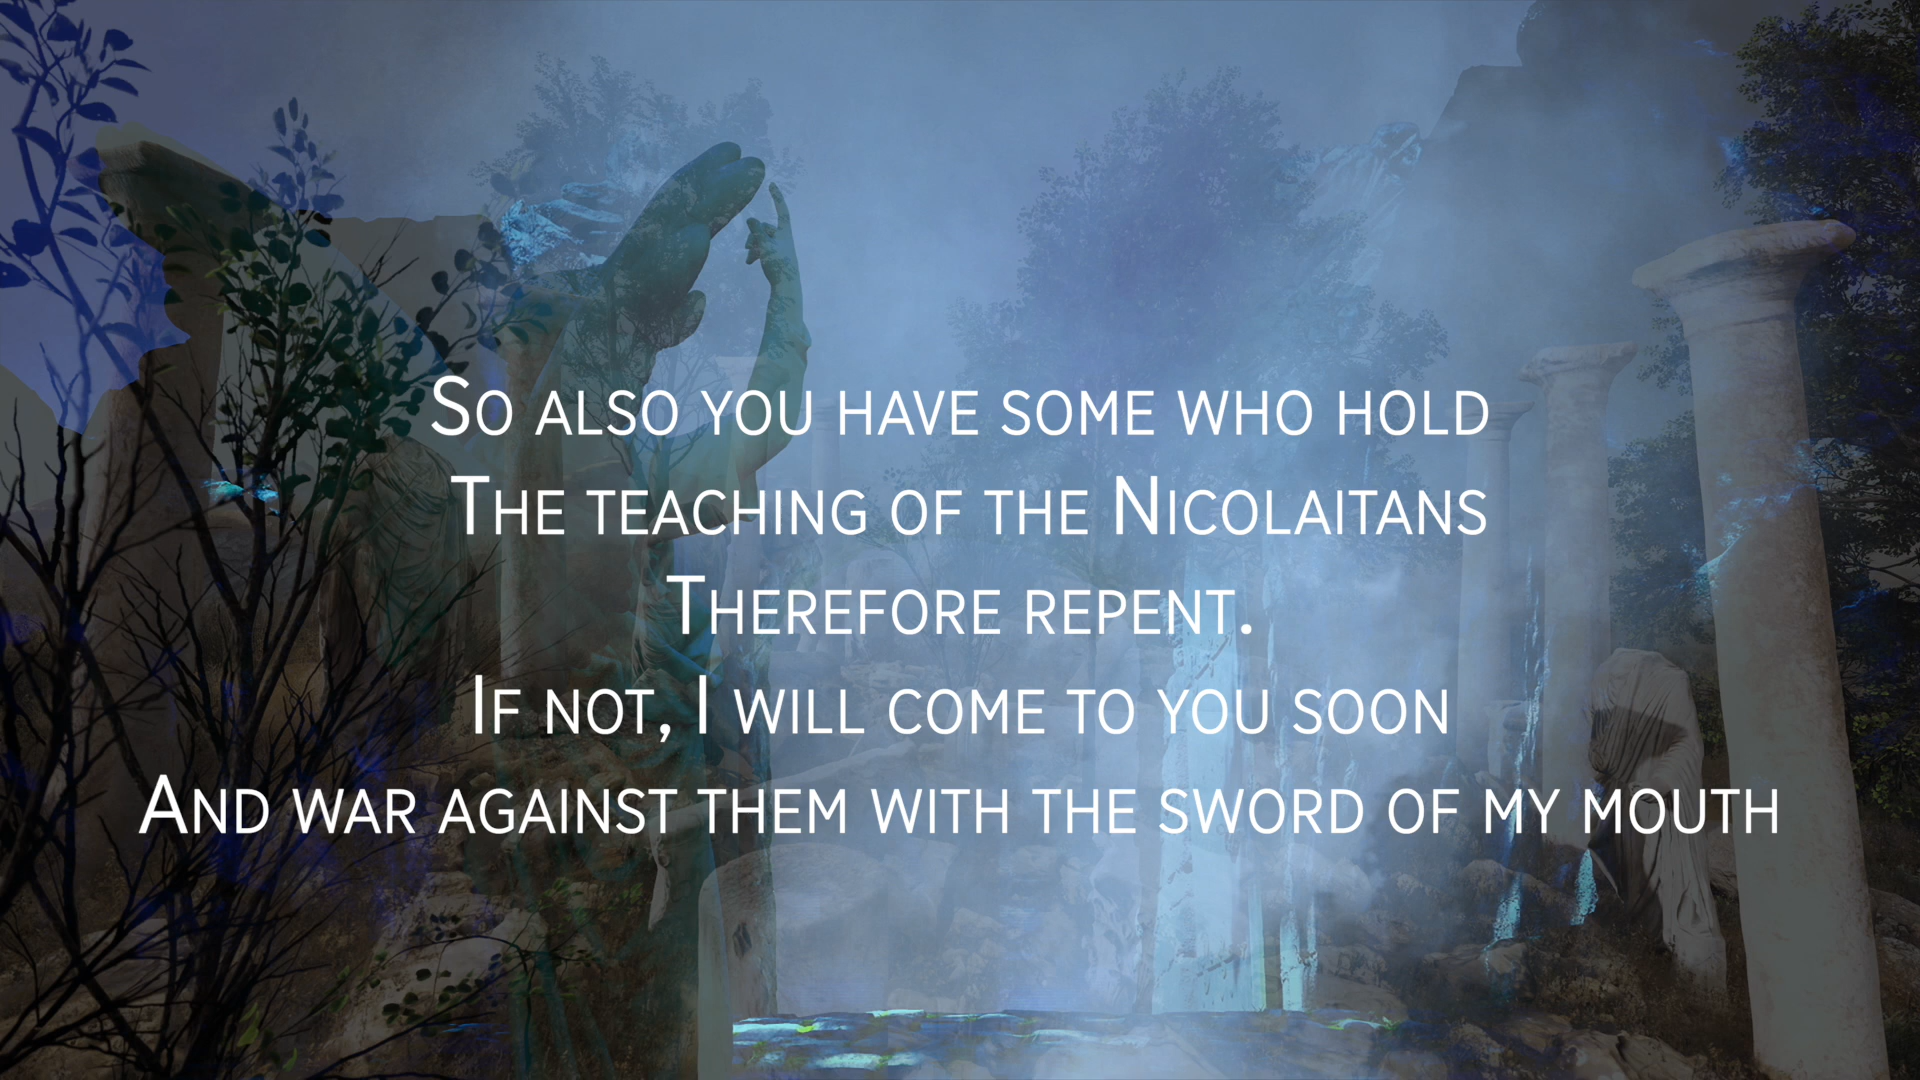 So also you have some who hold
The teaching of the Nicolaitans
Therefore repent.
If not, I will come to you soon
And war against them with the sword of my mouth